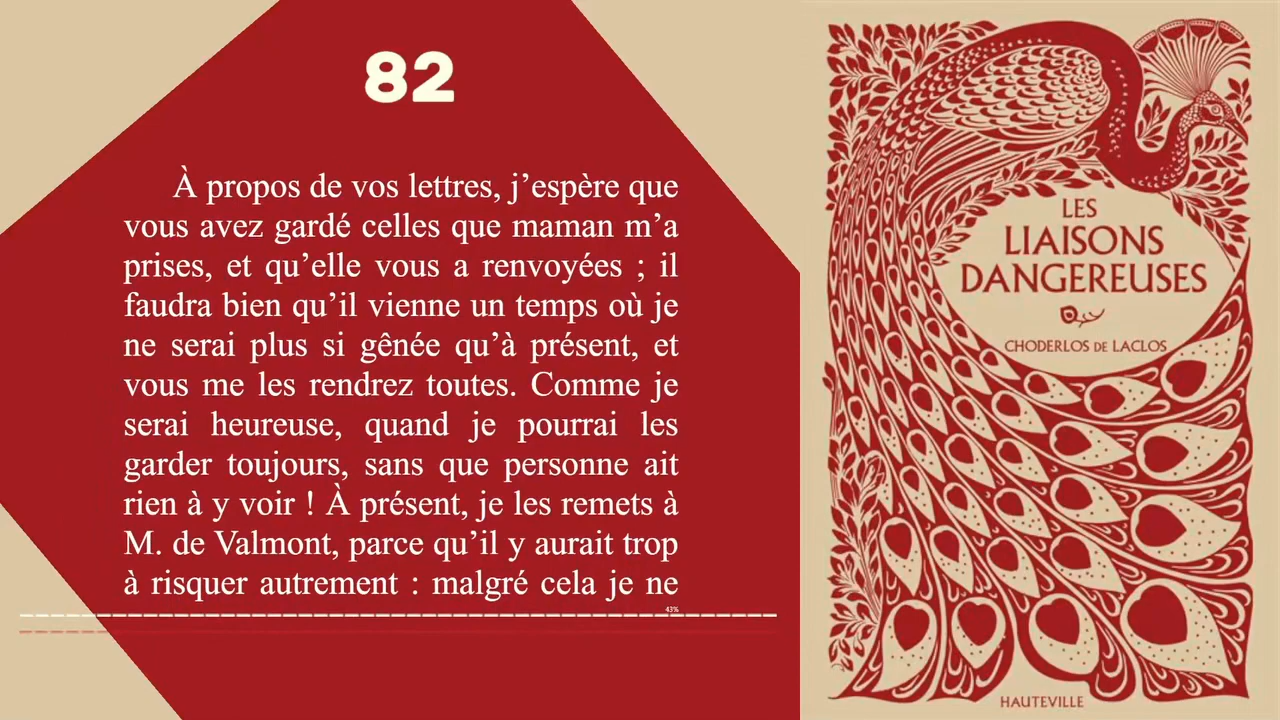 82
À propos de vos lettres, j’espère que
vous avez gardé celles que maman m’a
prises, et qu’elle vous a renvoyées ; il
faudra bien qu’il vienne un temps où je
ne serai plus si gênée qu’à présent, et
vous me les rendrez toutes. Comme je
serai heureuse, quand je pourrai les
garder toujours, sans que personne ait
rien à y voir ! À présent, je les remets à
M. de Valmont, parce qu’il y aurait trop
à risquer autrement : malgré cela je ne
43%
LES
LIAISONS
DANGEREUSES
CHODERLOS DE LACLOS
HAUTEVILLE